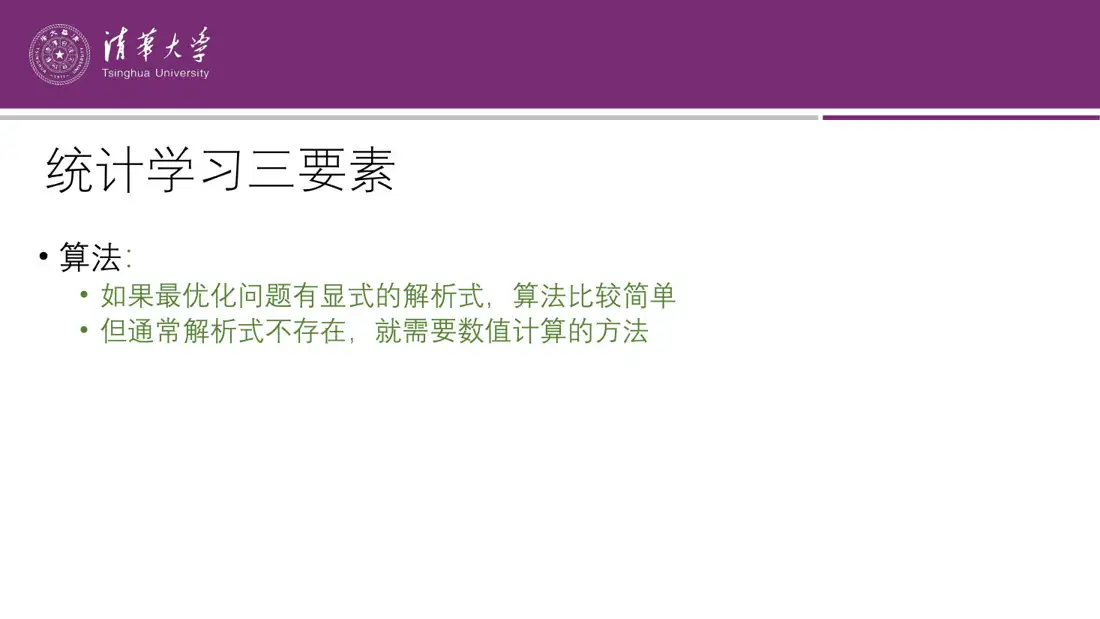 清华大学
Tsinghua University
统计学习三要素
• 算法：
• 如果最优化问题有显式的解析式，算法比较简单
• 但通常解析式不存在，就需要数值计算的方法